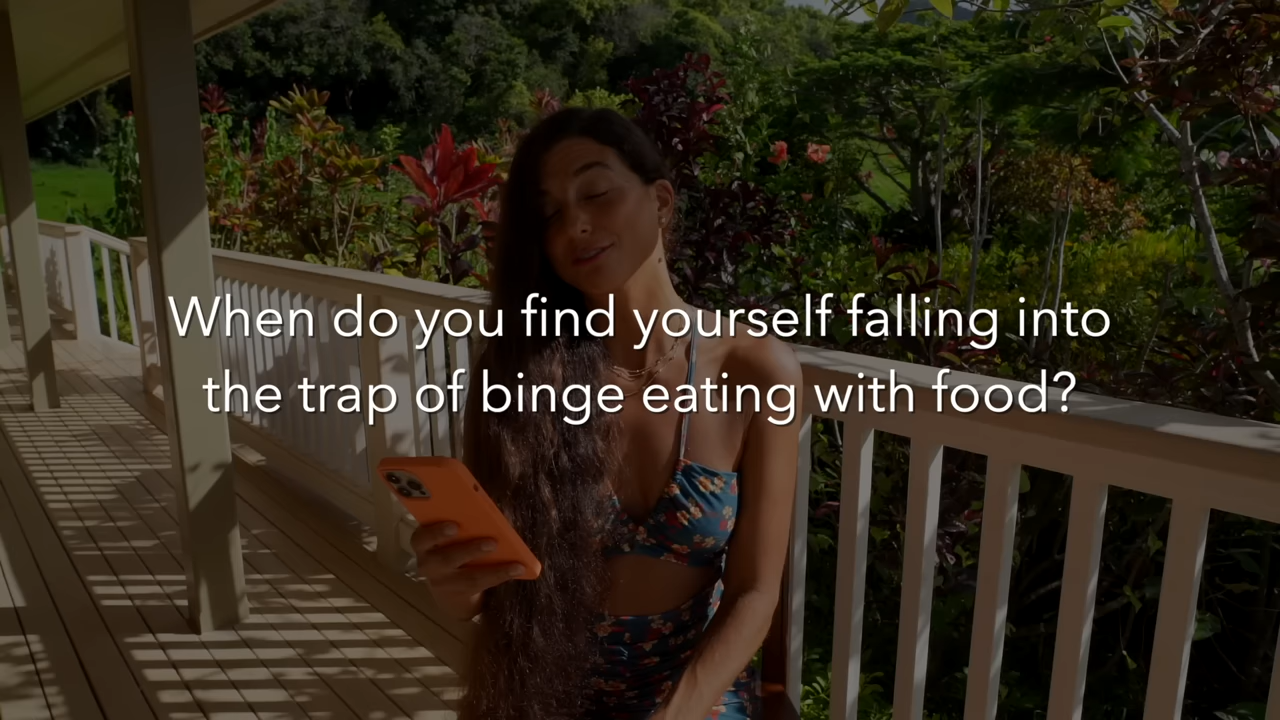 When do you find yourself falling into
the trap of binge eating with food?